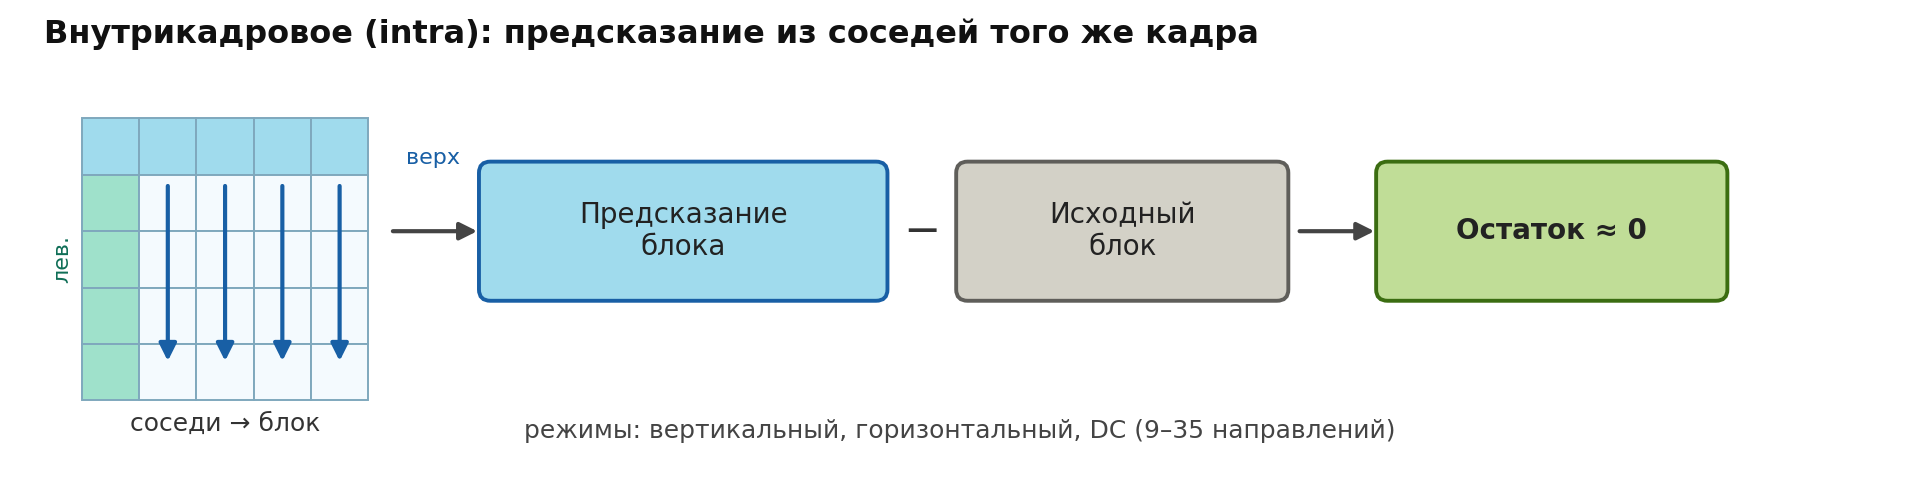 Внутрикадровое (intra): предсказание из соседей того же кадра
верх
лев.
Предсказание
блока
—
Исходный
блок
Остаток ≈ 0
соседи → блок
режимы: вертикальный, горизонтальный, DC (9–35 направлений)